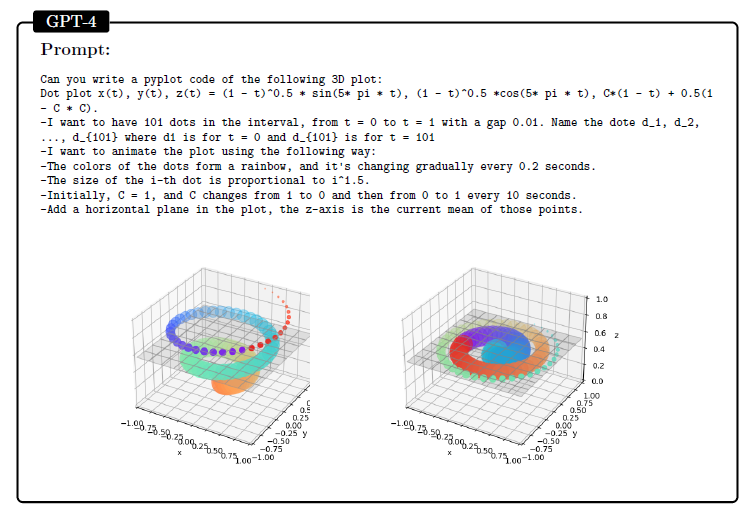 GPT-4
Prompt:
Can you write a pyplot code of the following 3D plot:
Dot plot x(t), y(t), z(t) = (1 - t)^0.5 * sin(5* pi * t), (1 - t)^0.5 *cos(5* pi * t), C*(1 - t) + 0.5(1
- C * C).
-I want to have 101 dots in the interval, from t = 0 to t = 1 with a gap 0.01. Name the dote d_1, d_2,
..., d_{101} where d1 is for t = 0 and d_{101} is for t = 101
-I want to animate the plot using the following way:
-The colors of the dots form a rainbow, and it's changing gradually every 0.2 seconds.
-The size of the i-th dot is proportional to i^1.5.
-Initially, C = 1, and C changes from 1 to 0 and then from 0 to 1 every 10 seconds.
-Add a horizontal plane in the plot, the z-axis is the current mean of those points.
-1.00 -0.75 -0.50 -0.25 0.00 0.25 0.50 0.75 1.00
x
-1.00 -0.75 -0.50 -0.25 0.00 0.25 0.5
y
1.0
0.8
0.6
0.4
0.2
0.0
z
-1.00 -0.75 -0.50 -0.25 0.00 0.25 0.50 0.75 1.00
x
-1.00 -0.75 -0.50 -0.25 0.00 0.25 0.50 0.75 1.00
y